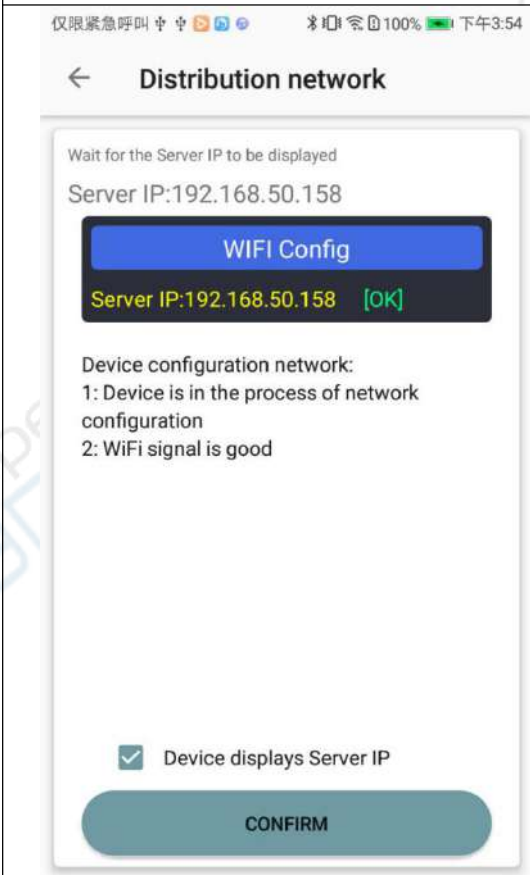 仅限紧急呼叫 100% 下午3:54
Distribution network
Wait for the Server IP to be displayed
Server IP:192.168.50.158
WIFI Config
Server IP:192.168.50.158 [OK]
Device configuration network:
1: Device is in the process of network
configuration
2: WiFi signal is good
Device displays Server IP
CONFIRM